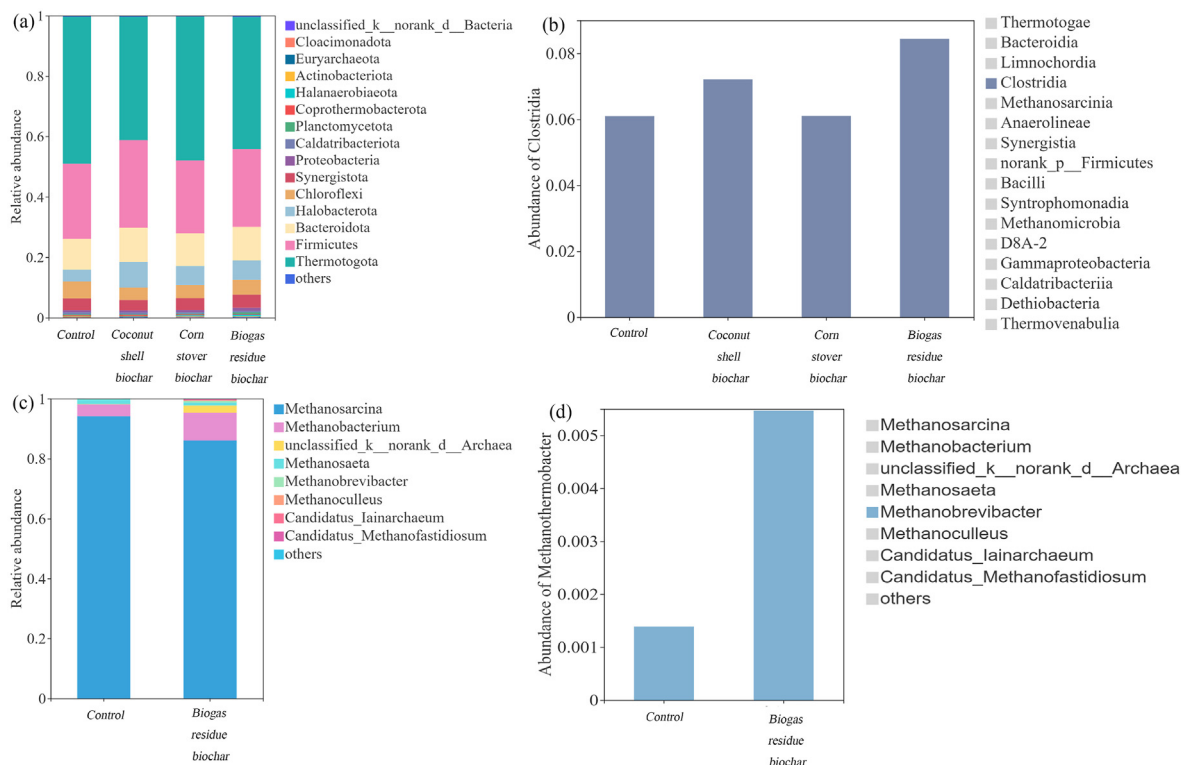 (a)
Relative abundance
1
0.8
0.6
0.4
0.2
0
Control
Coconut
shell
biochar
Corn
stover
biochar
Biogas
residue
biochar
unclassified_k__norank_d__Bacteria
Cloacimonadota
Euryarchaeota
Actinobacteriota
Halanaerobiaeota
Coprothermobacterota
Planctomycetota
Caldatribacteriota
Proteobacteria
Synergistota
Chloroflexi
Halobacterota
Bacteroidota
Firmicutes
Thermotogota
others
(b)
Abundance of Clostridia
0.08
0.06
0.04
0.02
0
Control
Coconut
shell
biochar
Corn
stover
biochar
Biogas
residue
biochar
Thermotogae
Bacteroidia
Limnochordia
Clostridia
Methanosarcinia
Anaerolineae
Synergistia
norank_p__Firmicutes
Bacilli
Syntrophomonadia
Methanomicrobia
D8A-2
Gammaproteobacteria
Caldatribacteriia
Dethiobacteria
Thermovenabulia
(c)
Relative abundance
1
0.8
0.6
0.4
0.2
0
Control
Biogas
residue
biochar
Methanosarcina
Methanobacterium
unclassified_k__norank_d__Archaea
Methanosaeta
Methanobrevibacter
Methanoculleus
Candidatus_Iainarchaeum
Candidatus_Methanofastidiosum
others
(d)
Abundance of Methanothermobacter
0.005
0.004
0.003
0.002
0.001
0
Control
Biogas
residue
biochar
Methanosarcina
Methanobacterium
unclassified_k__norank_d__Archaea
Methanosaeta
Methanobrevibacter
Methanoculleus
Candidatus_Iainarchaeum
Candidatus_Methanofastidiosum
others